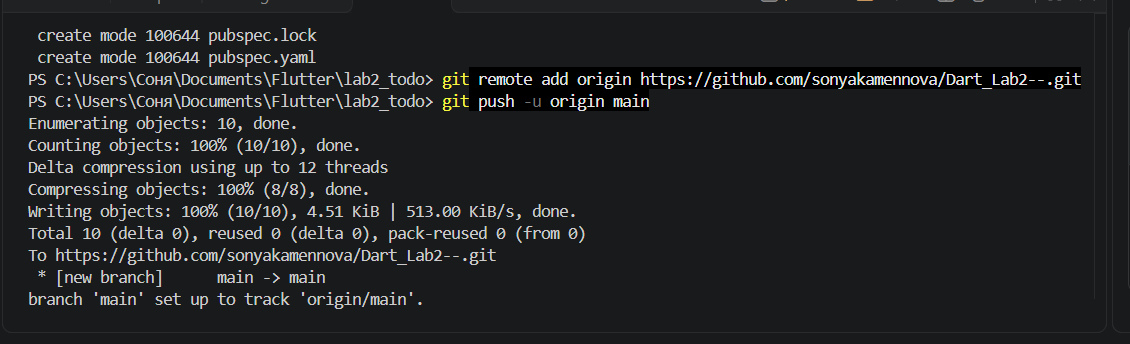 create mode 100644 pubspec.lock
create mode 100644 pubspec.yaml
PS C:\Users\Соня\Documents\Flutter\lab2_todo> git remote add origin https://github.com/sonyakamennova/Dart_Lab2--.git
PS C:\Users\Соня\Documents\Flutter\lab2_todo> git push -u origin main
Enumerating objects: 10, done.
Counting objects: 100% (10/10), done.
Delta compression using up to 12 threads
Compressing objects: 100% (8/8), done.
Writing objects: 100% (10/10), 4.51 KiB | 513.00 KiB/s, done.
Total 10 (delta 0), reused 0 (delta 0), pack-reused 0 (from 0)
To https://github.com/sonyakamennova/Dart_Lab2--.git
 * [new branch]      main -> main
branch 'main' set up to track 'origin/main'.